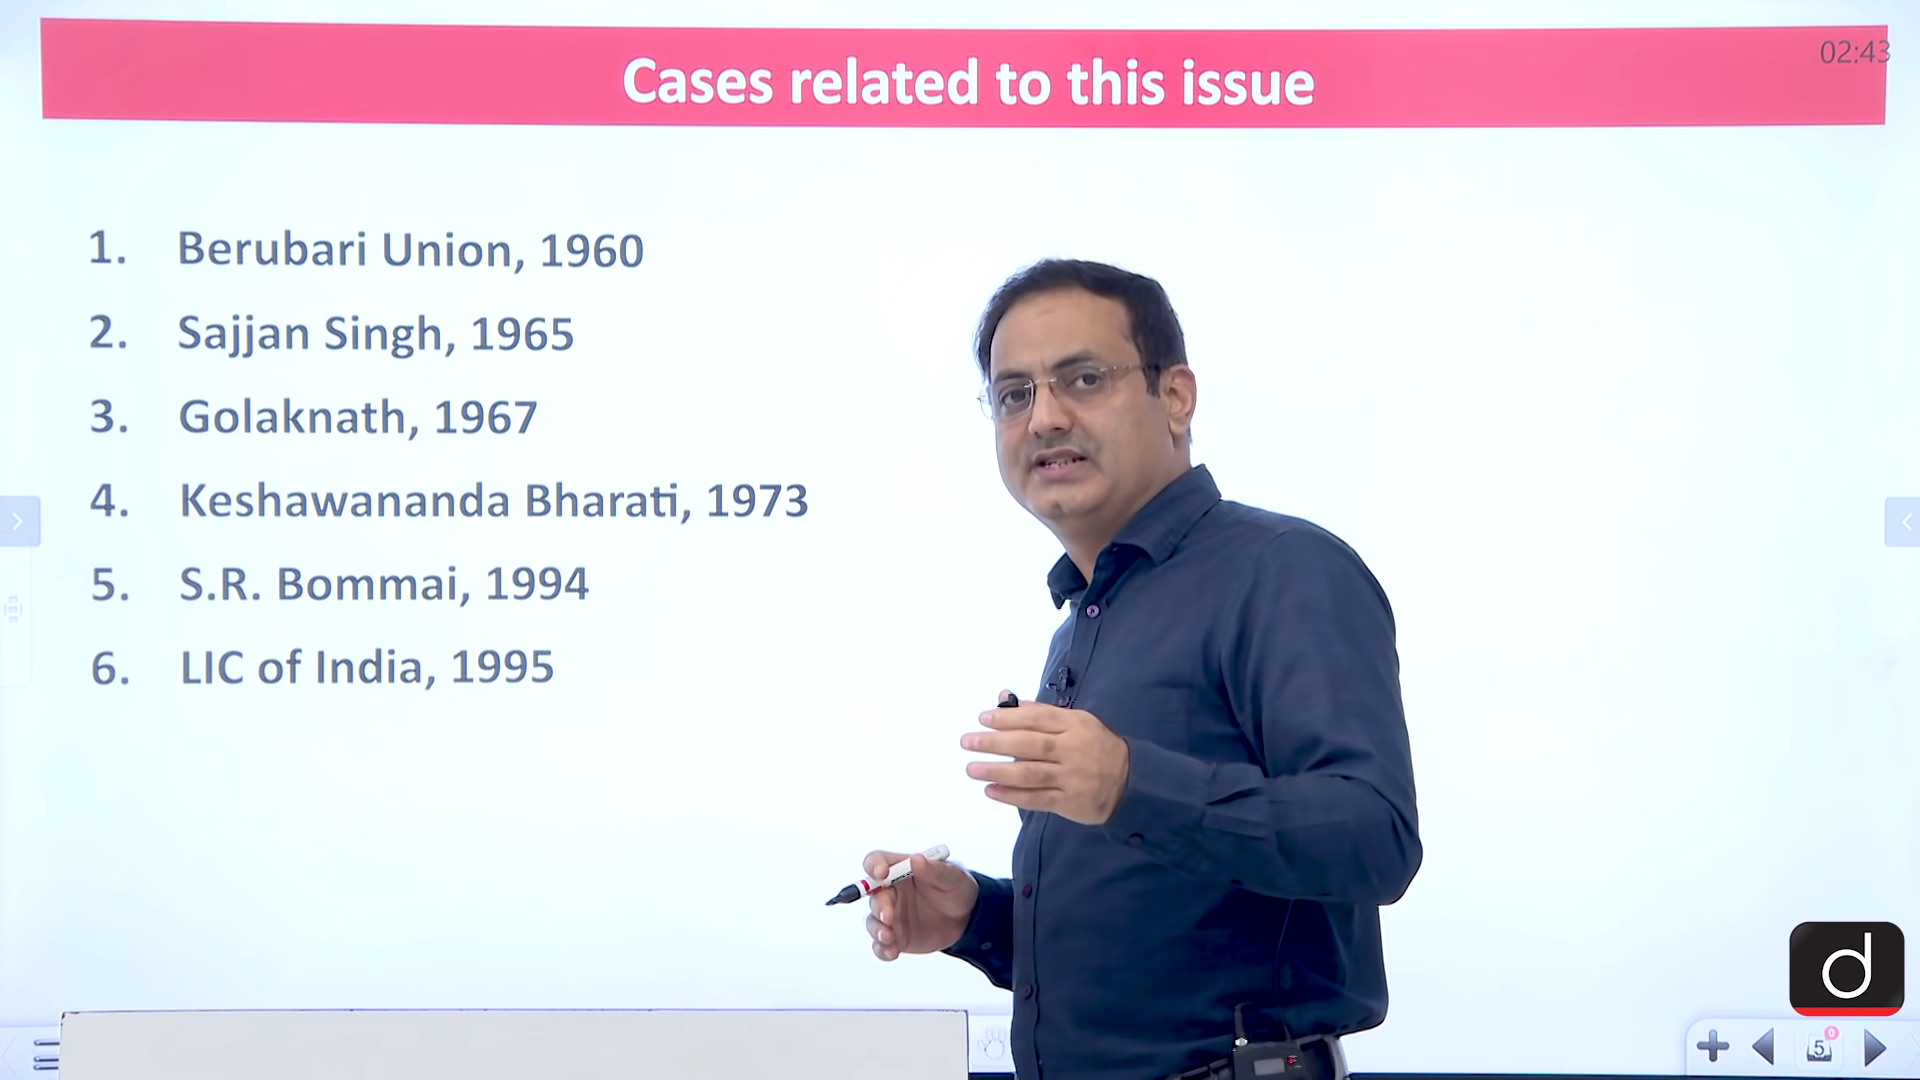 Cases related to this issue
02:43
1. Berubari Union, 1960
2. Sajjan Singh, 1965
3. Golaknath, 1967
4. Keshawananda Bharati, 1973
5. S.R. Bommai, 1994
6. LIC of India, 1995
d
5
0